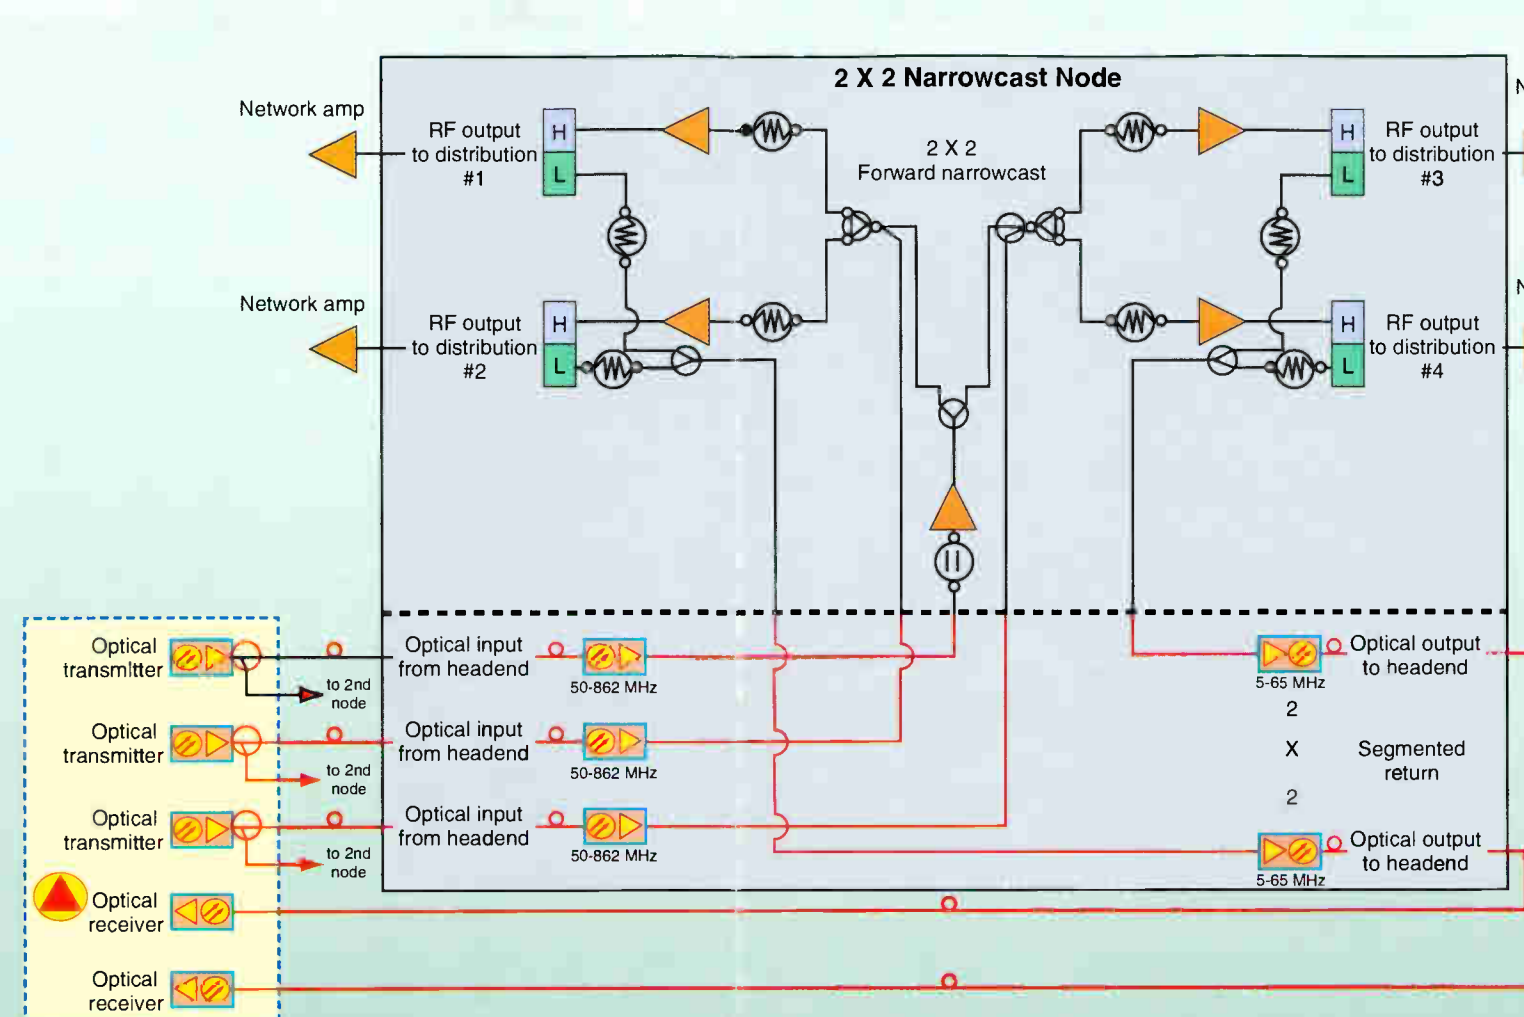 2 X 2 Narrowcast Node
Network amp
RF output
to distribution
#1
H
L
2 X 2
Forward narrowcast
H
L
RF output
to distribution
#3
Network amp
RF output
to distribution
#2
H
L
H
L
RF output
to distribution
#4
Optical
transmitter
to 2nd
node
Optical input
from headend
50-862 MHz
5-65 MHz
Optical output
to headend
Optical
transmitter
to 2nd
node
Optical input
from headend
50-862 MHz
2
X
2
Segmented
return
Optical
transmitter
to 2nd
node
Optical input
from headend
50-862 MHz
5-65 MHz
Optical output
to headend
Optical
receiver
Optical
receiver